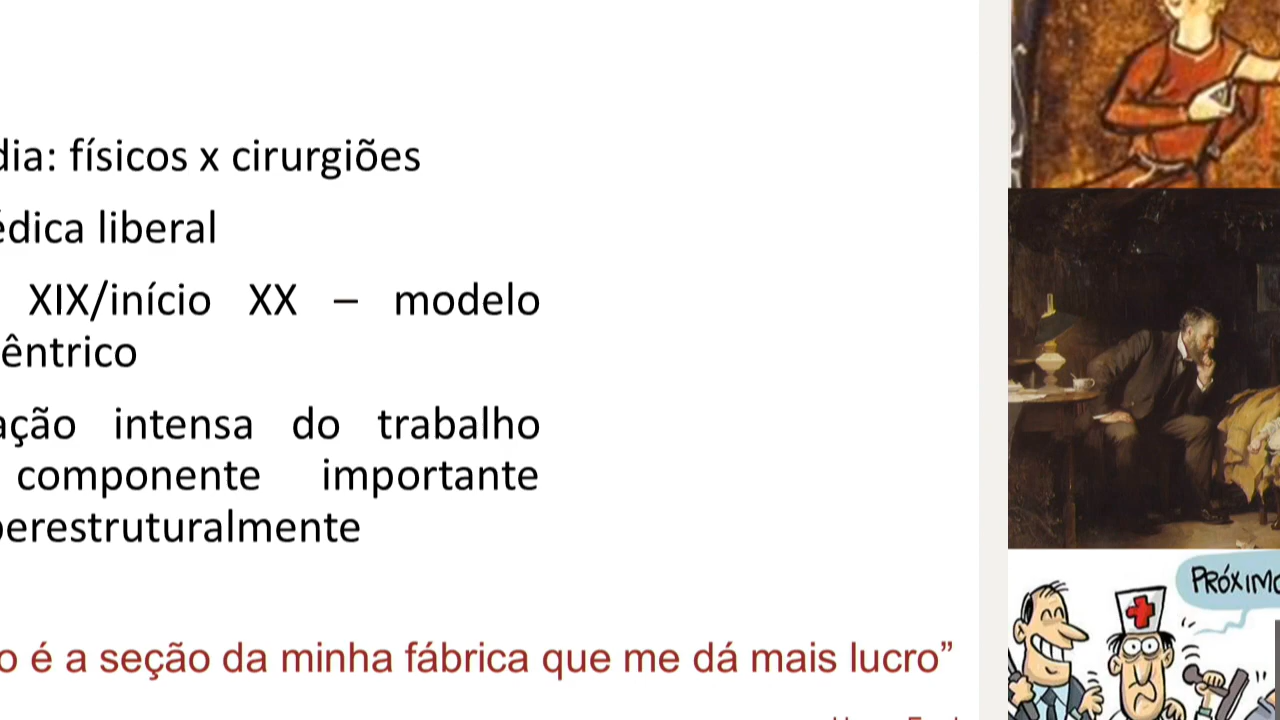 dia: físicos x cirurgiões
édica liberal
XIX/início XX – modelo
êntrico
ação intensa do trabalho
componente importante
perestruturalmente
o é a seção da minha fábrica que me dá mais lucro”
PRÓXIMO